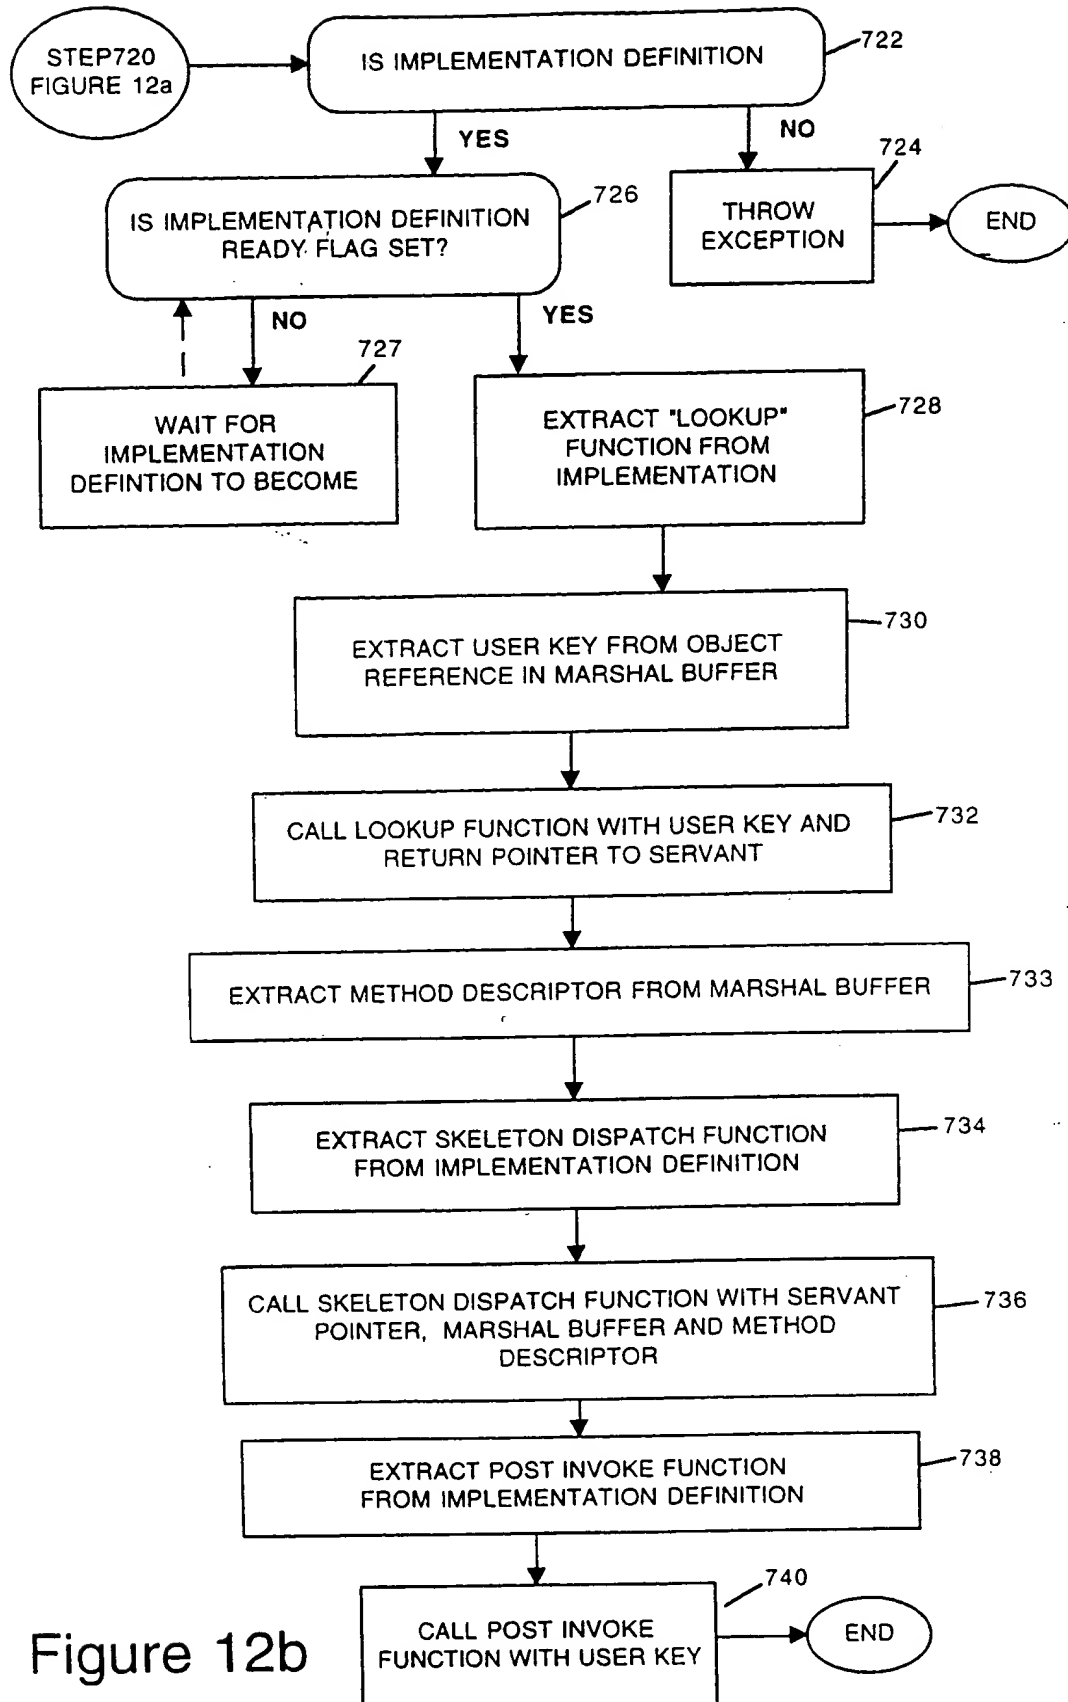 STEP720
FIGURE 12a
IS IMPLEMENTATION DEFINITION
722
YES
NO
724
THROW
EXCEPTION
END
IS IMPLEMENTATION DEFINITION
READY FLAG SET?
726
NO
YES
727
WAIT FOR
IMPLEMENTATION
DEFINTION TO BECOME
EXTRACT "LOOKUP"
FUNCTION FROM
IMPLEMENTATION
728
EXTRACT USER KEY FROM OBJECT
REFERENCE IN MARSHAL BUFFER
730
CALL LOOKUP FUNCTION WITH USER KEY AND
RETURN POINTER TO SERVANT
732
EXTRACT METHOD DESCRIPTOR FROM MARSHAL BUFFER
733
EXTRACT SKELETON DISPATCH FUNCTION
FROM IMPLEMENTATION DEFINITION
734
CALL SKELETON DISPATCH FUNCTION WITH SERVANT
POINTER, MARSHAL BUFFER AND METHOD
DESCRIPTOR
736
EXTRACT POST INVOKE FUNCTION
FROM IMPLEMENTATION DEFINITION
738
740
CALL POST INVOKE
FUNCTION WITH USER KEY
END
Figure 12b